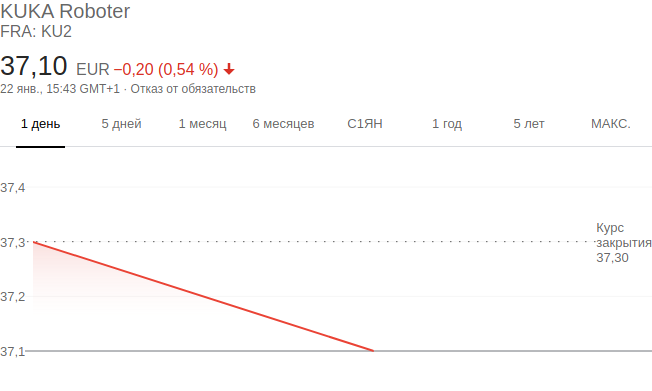 KUKA Roboter
FRA: KU2
37,10 EUR −0,20 (0,54 %)
22 янв., 15:43 GMT+1 · Отказ от обязательств
1 день 5 дней 1 месяц 6 месяцев С1ЯН 1 год 5 лет МАКС.
37,4
Курс
37,3 закрытия
37,30
37,2
37,1